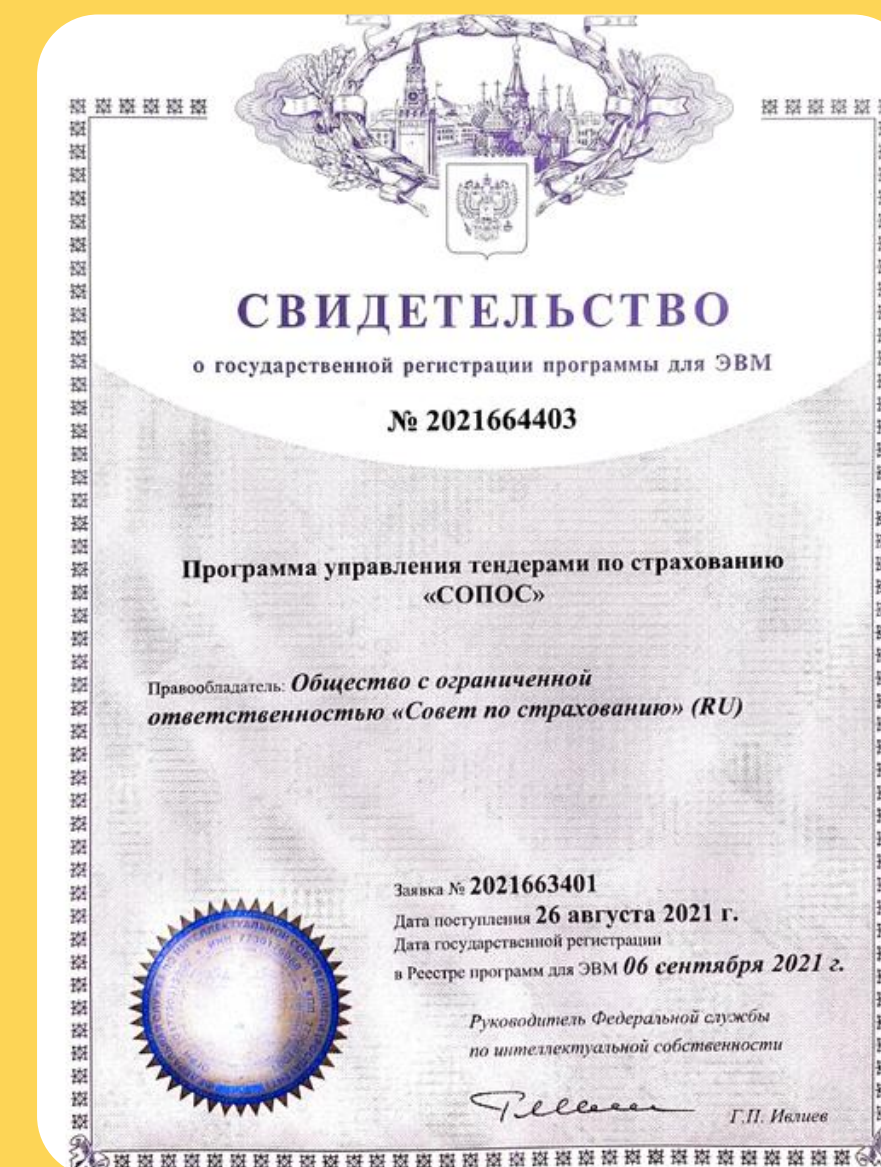 СВИДЕТЕЛЬСТВО
о государственной регистрации программы для ЭВМ
№ 2021664403
Программа управления тендерами по страхованию
«СОПОС»
Правообладатель: Общество с ограниченной
ответственностью «Совет по страхованию» (RU)
Заявка № 2021663401
Дата поступления 26 августа 2021 г.
Дата государственной регистрации
в Реестре программ для ЭВМ 06 сентября 2021 г.
Руководитель Федеральной службы
по интеллектуальной собственности
Г.П. Ивлиев